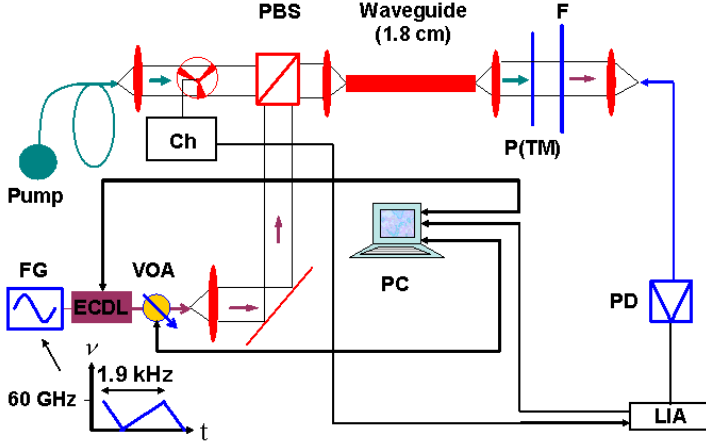 PBS
Waveguide
(1.8 cm)
F
Ch
P(TM)
Pump
FG
VOA
ECDL
PC
PD
ν
1.9 kHz
60 GHz
t
LIA